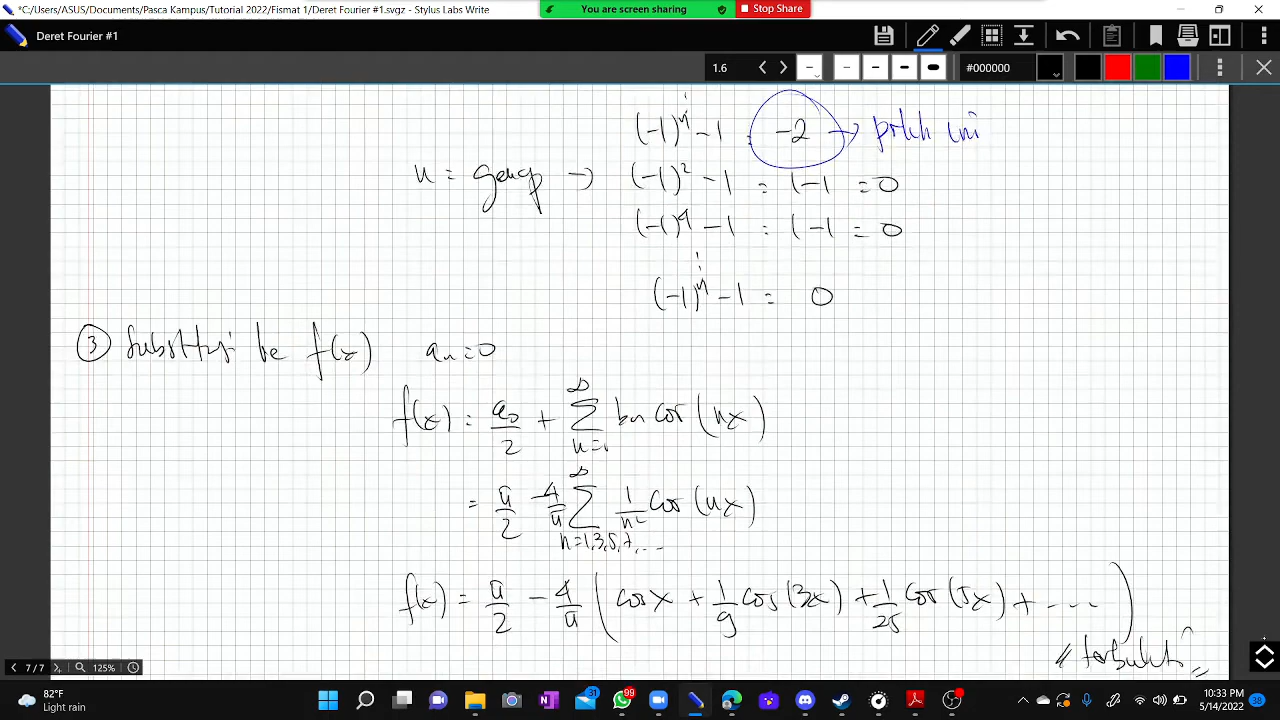 *C:/Users/ASUS/Documents/Pasca Kampus/Tutorial 2022/Fismat 1/Deret Fourier #1.svgz - Stylus Labs Write
You are screen sharing
Stop Share
Deret Fourier #1
1.6
#000000
(-1)^n - 1 = -2 → pilih ini
n = genap → (-1)^2 - 1 = 1 - 1 = 0
(-1)^4 - 1 = 1 - 1 = 0
(-1)^n - 1 = 0
③ Substitusi ke f(x) an = 0
f(x) = a0/2 + ∞ Σ n=1 bn cos (nx)
= π/2 - 4/π ∞ Σ n=1,3,5,7,... 1/n² cos (nx)
f(x) = π/2 - 4/π ( cos x + 1/9 cos (3x) + 1/25 cos (5x) + .... )
// terbukti //
7 / 7 125%
82°F
Light rain
31
99
10:33 PM
5/14/2022
38